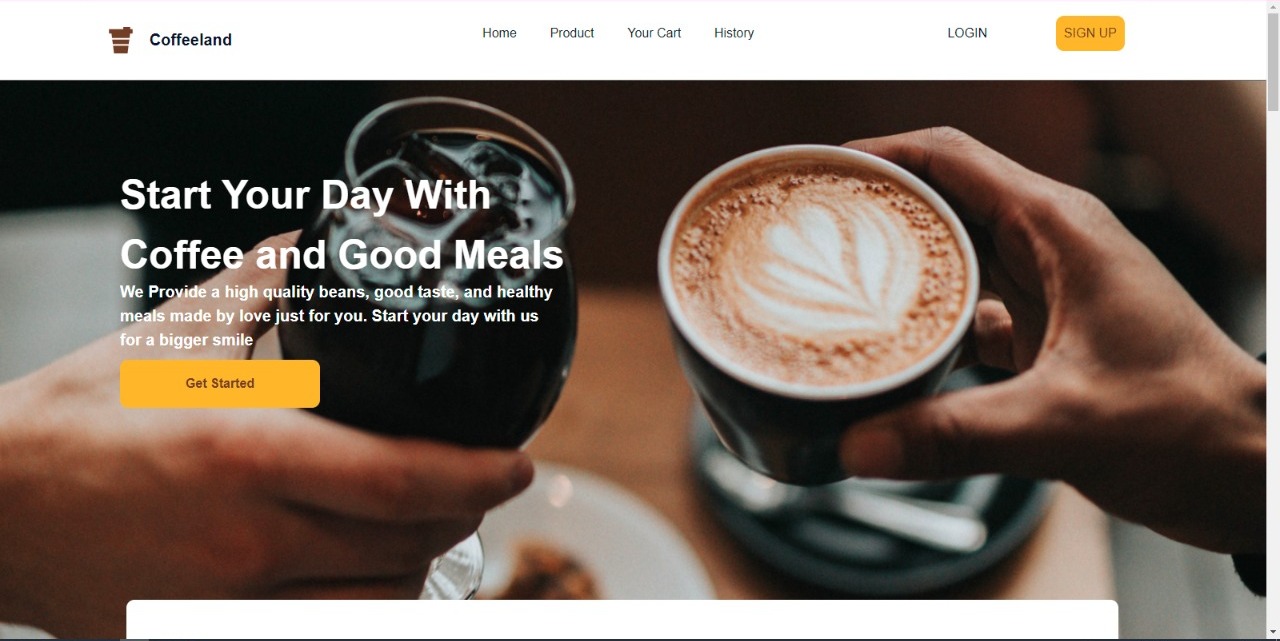 Coffeeland
Home
Product
Your Cart
History
LOGIN
SIGN UP
Start Your Day With
Coffee and Good Meals
We Provide a high quality beans, good taste, and healthy
meals made by love just for you. Start your day with us
for a bigger smile
Get Started